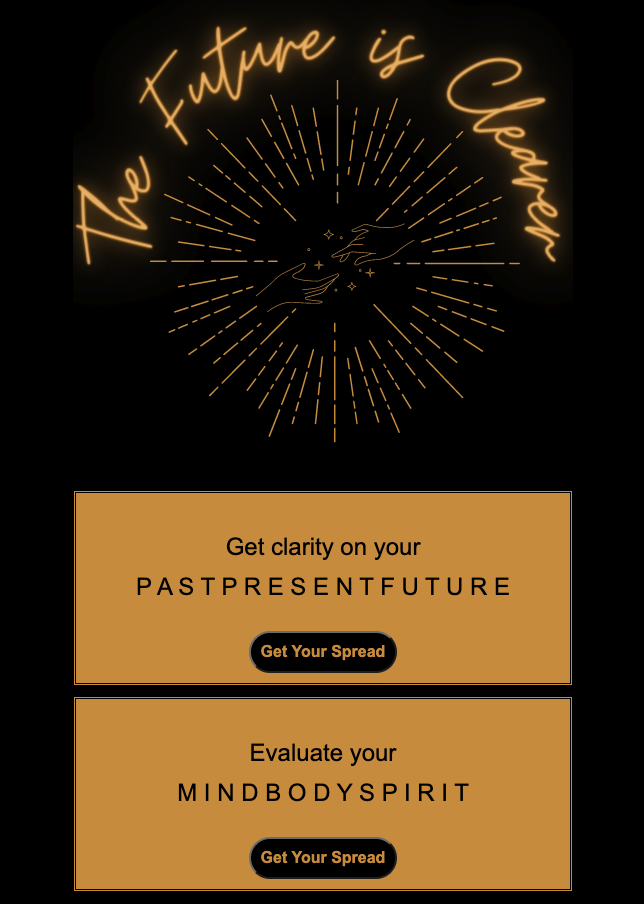 The Future is Clearer
Get clarity on your
PASTPRESENTFUTURE
Get Your Spread
Evaluate your
MINDBODYSPIRIT
Get Your Spread